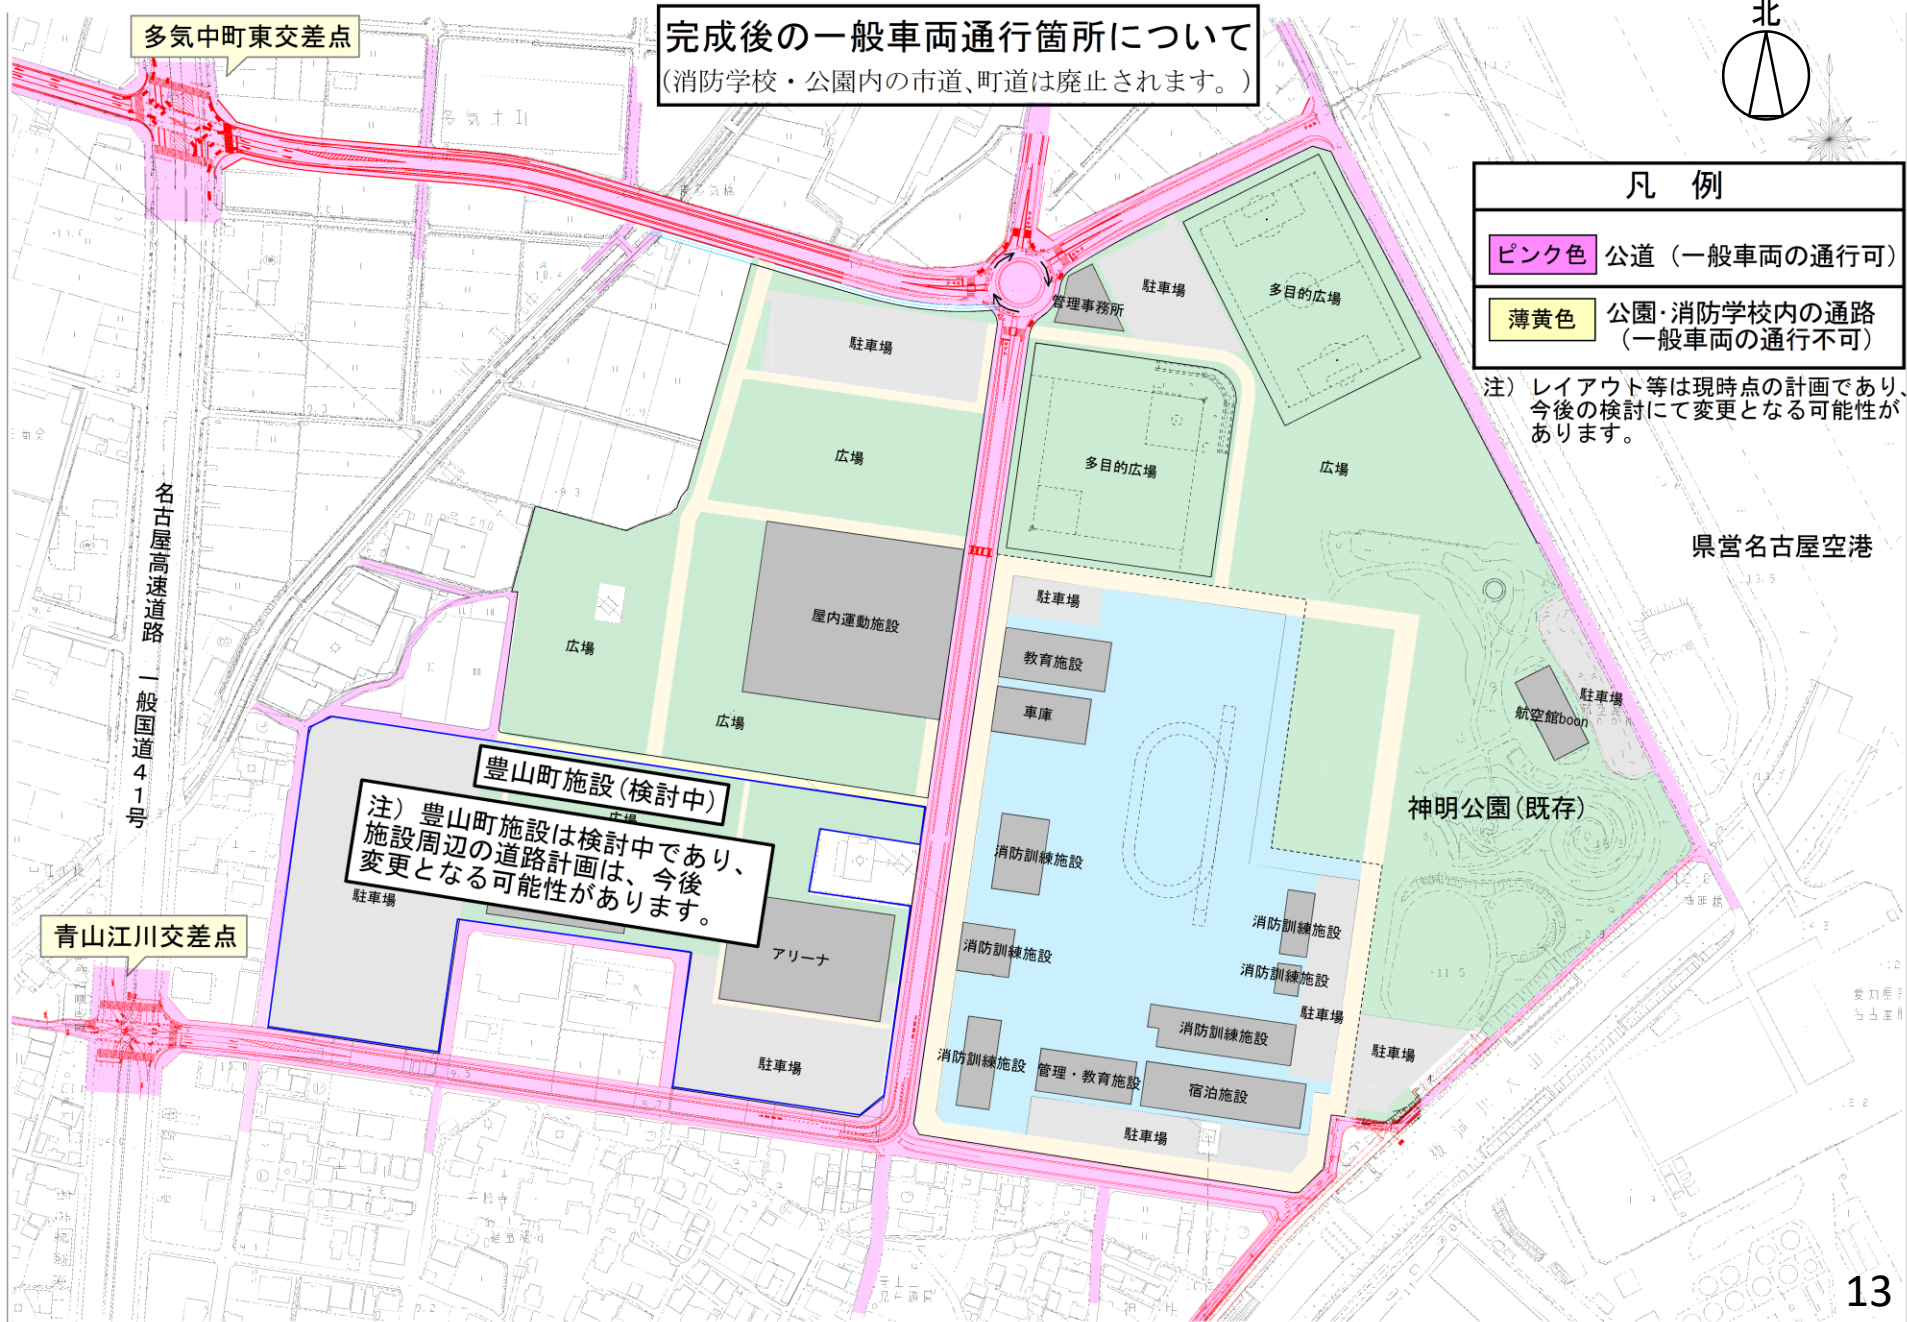 完成後の一般車両通行箇所について
(消防学校・公園内の市道、町道は廃止されます。)
北
多気中町東交差点
凡 例
ピンク色 公道（一般車両の通行可）
薄黄色 公園・消防学校内の通路
（一般車両の通行不可）
注）レイアウト等は現時点の計画であり、
今後の検討にて変更となる可能性が
あります。
県営名古屋空港
名古屋高速道路 一般国道41号
管理事務所
駐車場
多目的広場
駐車場
広場
多目的広場
広場
屋内運動施設
広場
広場
駐車場
教育施設
車庫
航空館boon
駐車場
神明公園(既存)
豊山町施設(検討中)
広場
注）豊山町施設は検討中であり、
施設周辺の道路計画は、今後
変更となる可能性があります。
駐車場
青山江川交差点
アリーナ
駐車場
消防訓練施設
消防訓練施設
消防訓練施設
消防訓練施設
消防訓練施設
駐車場
消防訓練施設
駐車場
管理・教育施設
宿泊施設
駐車場
13